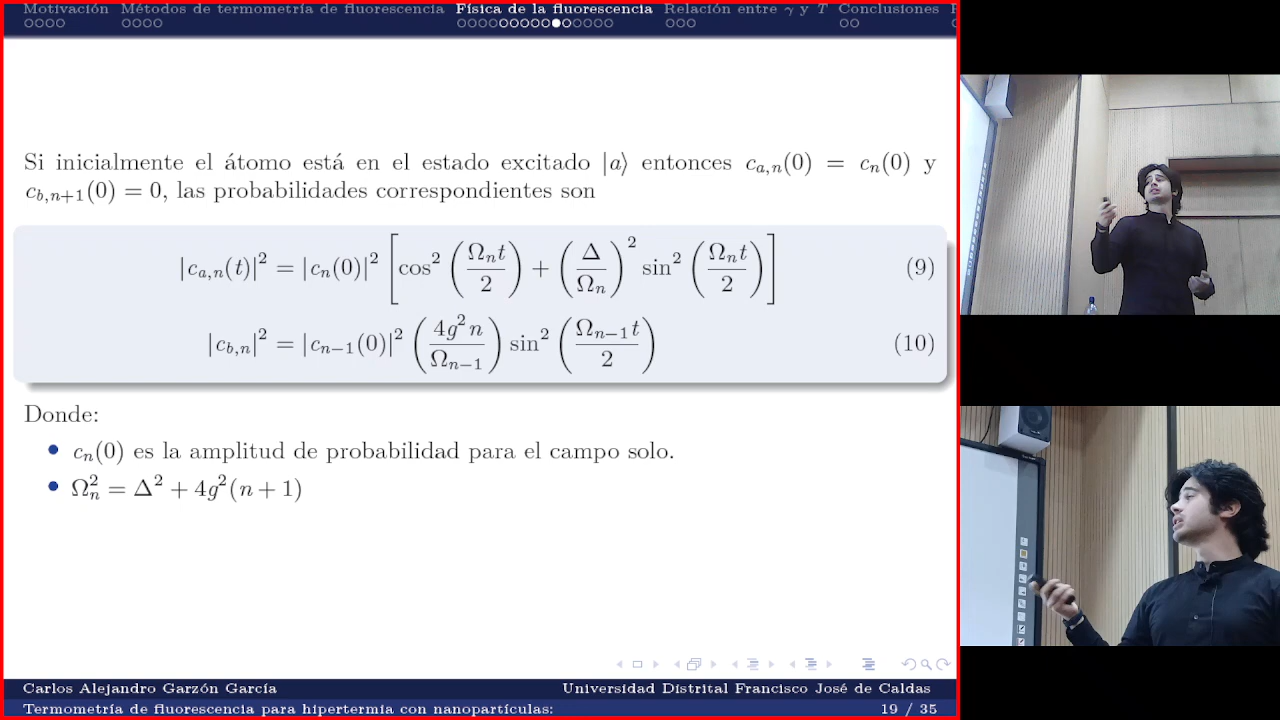 Motivación Métodos de termometría de fluorescencia Física de la fluorescencia Relación entre γ y T Conclusiones
Si inicialmente el átomo está en el estado excitado |a⟩ entonces c_{a,n}(0) = c_n(0) y
c_{b,n+1}(0) = 0, las probabilidades correspondientes son
|c_{a,n}(t)|^2 = |c_n(0)|^2 [cos^2 (Ω_n t / 2) + (Δ / Ω_n)^2 sin^2 (Ω_n t / 2)] (9)
|c_{b,n}|^2 = |c_{n-1}(0)|^2 (4g^2 n / Ω_{n-1}) sin^2 (Ω_{n-1} t / 2) (10)
Donde:
• c_n(0) es la amplitud de probabilidad para el campo solo.
• Ω_n^2 = Δ^2 + 4g^2(n + 1)
Carlos Alejandro Garzón García Universidad Distrital Francisco José de Caldas
Termometría de fluorescencia para hipertermia con nanopartículas: 19 / 35